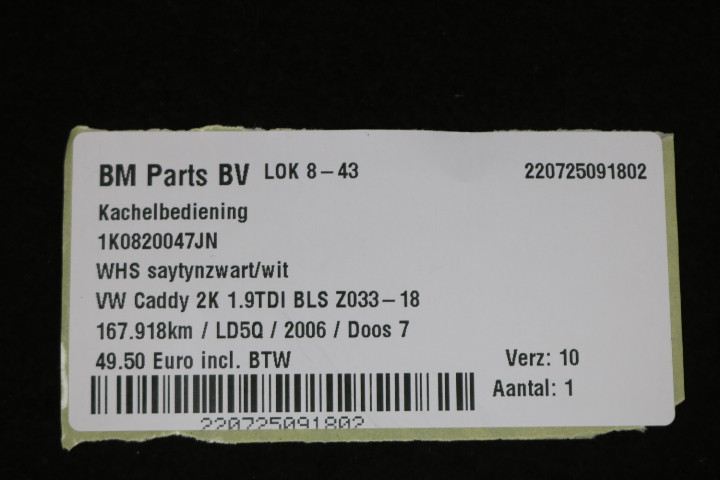 BM Parts BV LOK 8-43 220725091802
Kachelbediening
1K0820047JN
WHS saytynzwart/wit
VW Caddy 2K 1.9TDI BLS Z033-18
167.918km / LD5Q / 2006 / Doos 7
49.50 Euro incl. BTW Verz: 10
Aantal: 1
220725091802